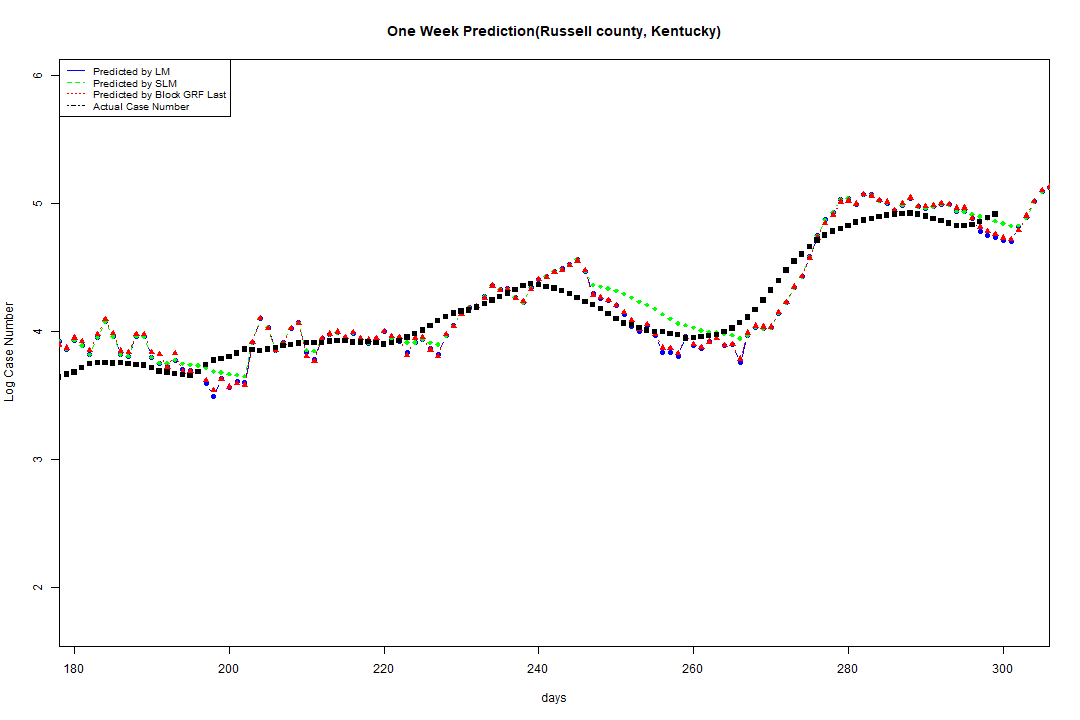 One Week Prediction(Russell county, Kentucky)
Predicted by LM
Predicted by SLM
Predicted by Block GRF Last
Actual Case Number
6
5
4
3
2
Log Case Number
180 200 220 240 260 280 300
days